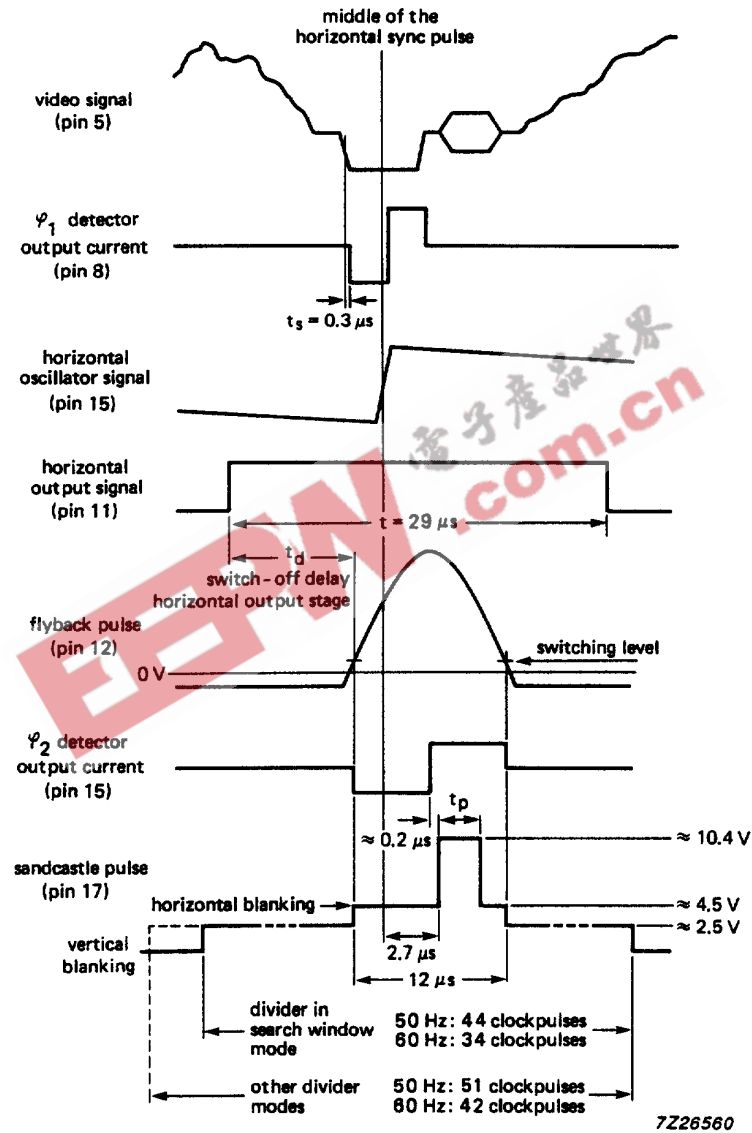 middle of the
horizontal sync pulse
video signal
(pin 5)
φ1 detector
output current
(pin 8)
ts = 0.3 μs
horizontal
oscillator signal
(pin 15)
電子產品世界
.com.cn
EEPW
horizontal
output signal
(pin 11)
t = 29 μs
td
switch-off delay
horizontal output stage
flyback pulse
(pin 12)
switching level
0 V
φ2 detector
output current
(pin 15)
tp
≈ 0.2 μs
≈ 10.4 V
sandcastle pulse
(pin 17)
horizontal blanking
≈ 4.5 V
≈ 2.5 V
vertical
blanking
2.7 μs
12 μs
divider in
search window
mode
50 Hz: 44 clockpulses
60 Hz: 34 clockpulses
other divider
modes
50 Hz: 51 clockpulses
60 Hz: 42 clockpulses
7Z26560